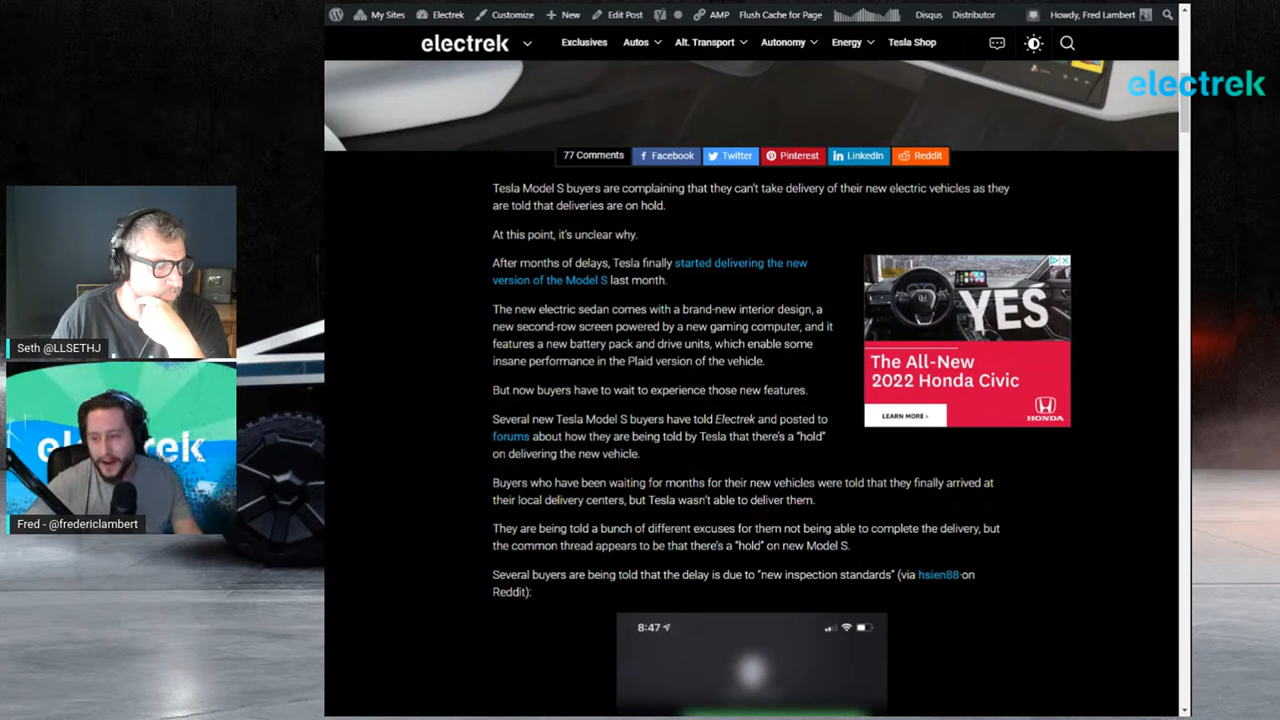 My Sites Electrek Customize New Edit Post AMP Flush Cache for Page Disqus Distributor Howdy, Fred Lambert
electrek Exclusives Autos Alt. Transport Autonomy Energy Tesla Shop
electrek
77 Comments Facebook Twitter Pinterest LinkedIn Reddit
Tesla Model S buyers are complaining that they can't take delivery of their new electric vehicles as they
are told that deliveries are on hold.
At this point, it's unclear why.
After months of delays, Tesla finally started delivering the new
version of the Model S last month.
The new electric sedan comes with a brand-new interior design, a
new second-row screen powered by a new gaming computer, and it
features a new battery pack and drive units, which enable some
insane performance in the Plaid version of the vehicle.
But now buyers have to wait to experience those new features.
Several new Tesla Model S buyers have told Electrek and posted to
forums about how they are being told by Tesla that there's a "hold"
on delivering the new vehicle.
YES
The All-New
2022 Honda Civic
LEARN MORE ›
HONDA
Buyers who have been waiting for months for their new vehicles were told that they finally arrived at
their local delivery centers, but Tesla wasn't able to deliver them.
They are being told a bunch of different excuses for them not being able to complete the delivery, but
the common thread appears to be that there's a "hold" on new Model S.
Several buyers are being told that the delay is due to "new inspection standards" (via hsien88 on
Reddit):
8:47
Seth @LLSETHJ
Fred - @fredericlambert